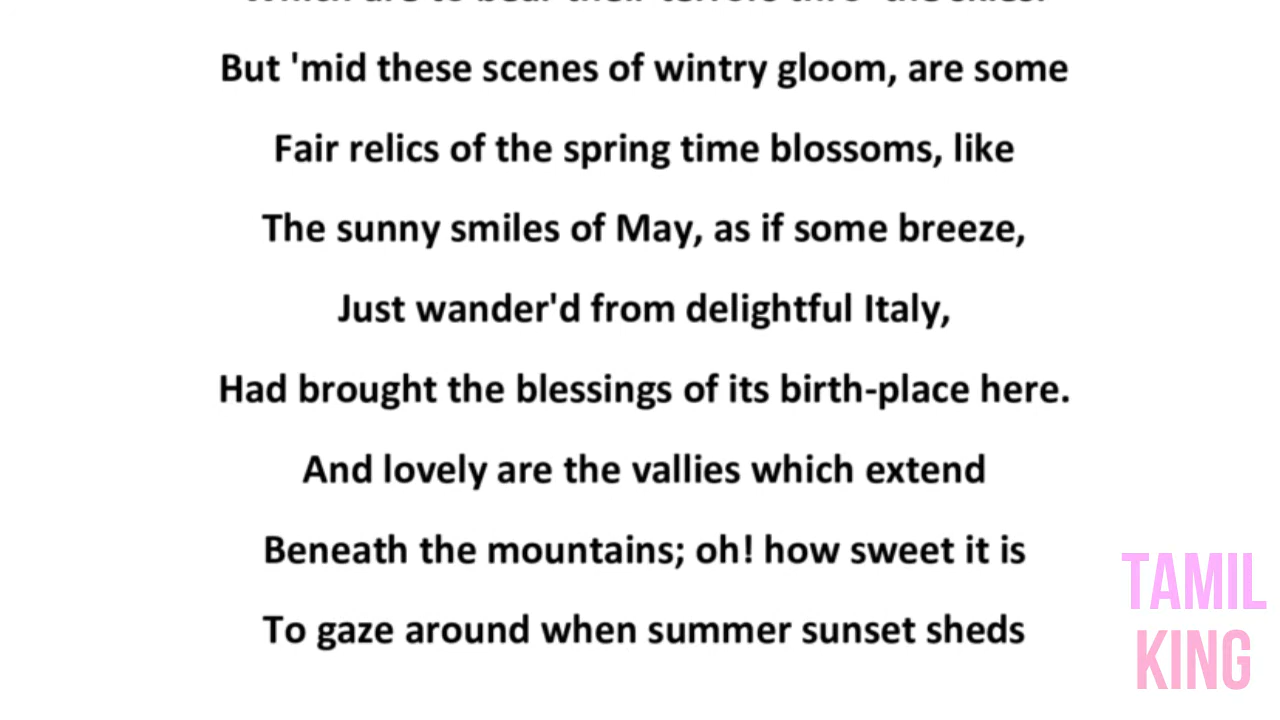 But 'mid these scenes of wintry gloom, are some
Fair relics of the spring time blossoms, like
The sunny smiles of May, as if some breeze,
Just wander'd from delightful Italy,
Had brought the blessings of its birth-place here.
And lovely are the vallies which extend
Beneath the mountains; oh! how sweet it is
To gaze around when summer sunset sheds
TAMIL
KING